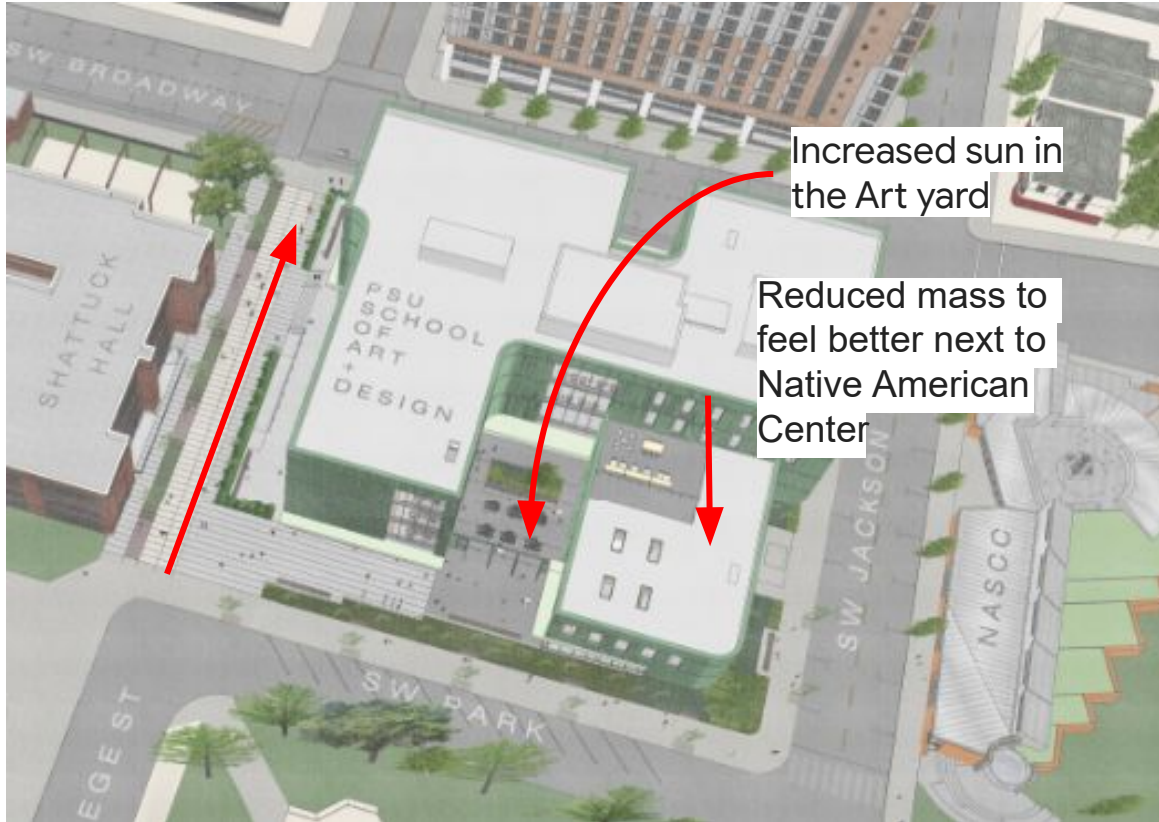 SW BROADWAY
Increased sun in
the Art yard
Reduced mass to
feel better next to
Native American
Center
SHATTUCK
HALL
PSU
SCHOOL
OF
ART
+
DESIGN
SW JACKSON
NASCC
SW PARK
EGE ST